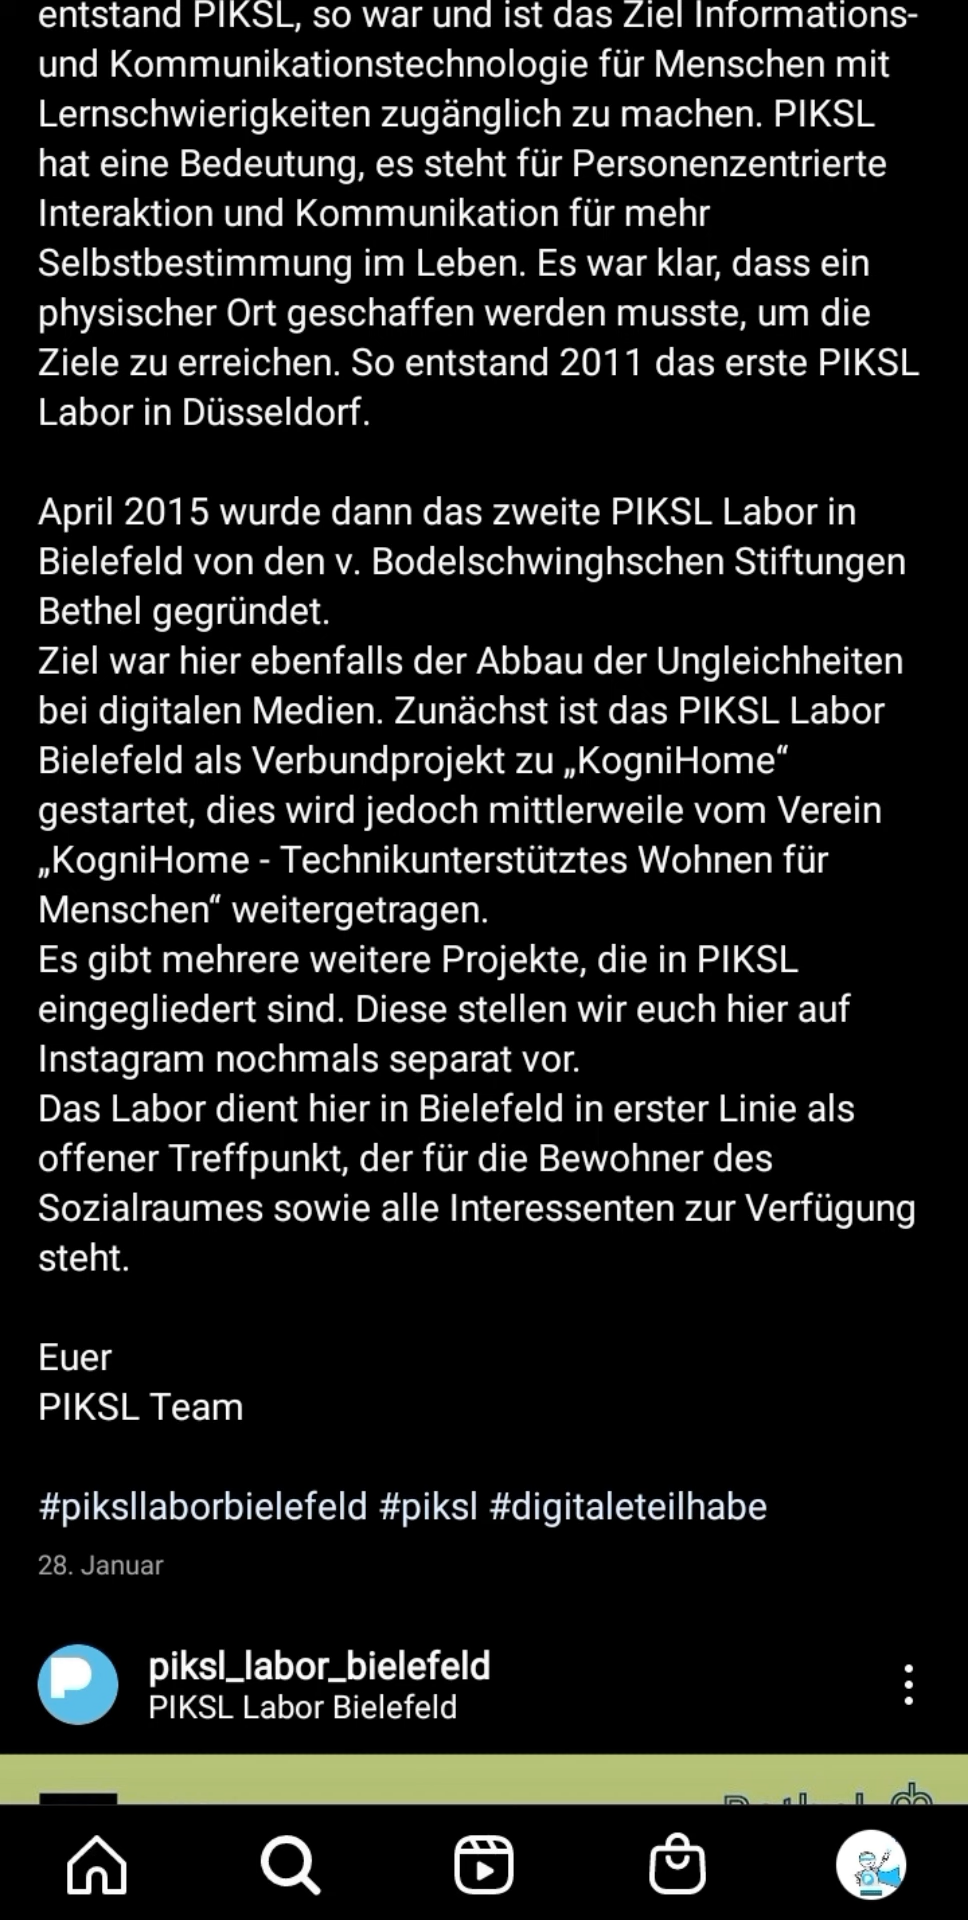 entstand PIKSL, so war und ist das Ziel Informations-
und Kommunikationstechnologie für Menschen mit
Lernschwierigkeiten zugänglich zu machen. PIKSL
hat eine Bedeutung, es steht für Personenzentrierte
Interaktion und Kommunikation für mehr
Selbstbestimmung im Leben. Es war klar, dass ein
physischer Ort geschaffen werden musste, um die
Ziele zu erreichen. So entstand 2011 das erste PIKSL
Labor in Düsseldorf.
April 2015 wurde dann das zweite PIKSL Labor in
Bielefeld von den v. Bodelschwinghschen Stiftungen
Bethel gegründet.
Ziel war hier ebenfalls der Abbau der Ungleichheiten
bei digitalen Medien. Zunächst ist das PIKSL Labor
Bielefeld als Verbundprojekt zu „KogniHome“
gestartet, dies wird jedoch mittlerweile vom Verein
„KogniHome - Technikunterstütztes Wohnen für
Menschen“ weitergetragen.
Es gibt mehrere weitere Projekte, die in PIKSL
eingegliedert sind. Diese stellen wir euch hier auf
Instagram nochmals separat vor.
Das Labor dient hier in Bielefeld in erster Linie als
offener Treffpunkt, der für die Bewohner des
Sozialraumes sowie alle Interessenten zur Verfügung
steht.
Euer
PIKSL Team
#piksllaborbielefeld #piksl #digitaleteilhabe
28. Januar
piksl_labor_bielefeld
PIKSL Labor Bielefeld